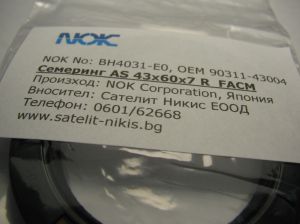 NOK
NOK No: BH4031-E0, OEM 90311-43004
Семеринг AS 43x60x7 R FACM
Произход: NOK Corporation, Япония
Вносител: Сателит Никис ЕООД
Телефон: 0601/62668
www.satelit-nikis.bg